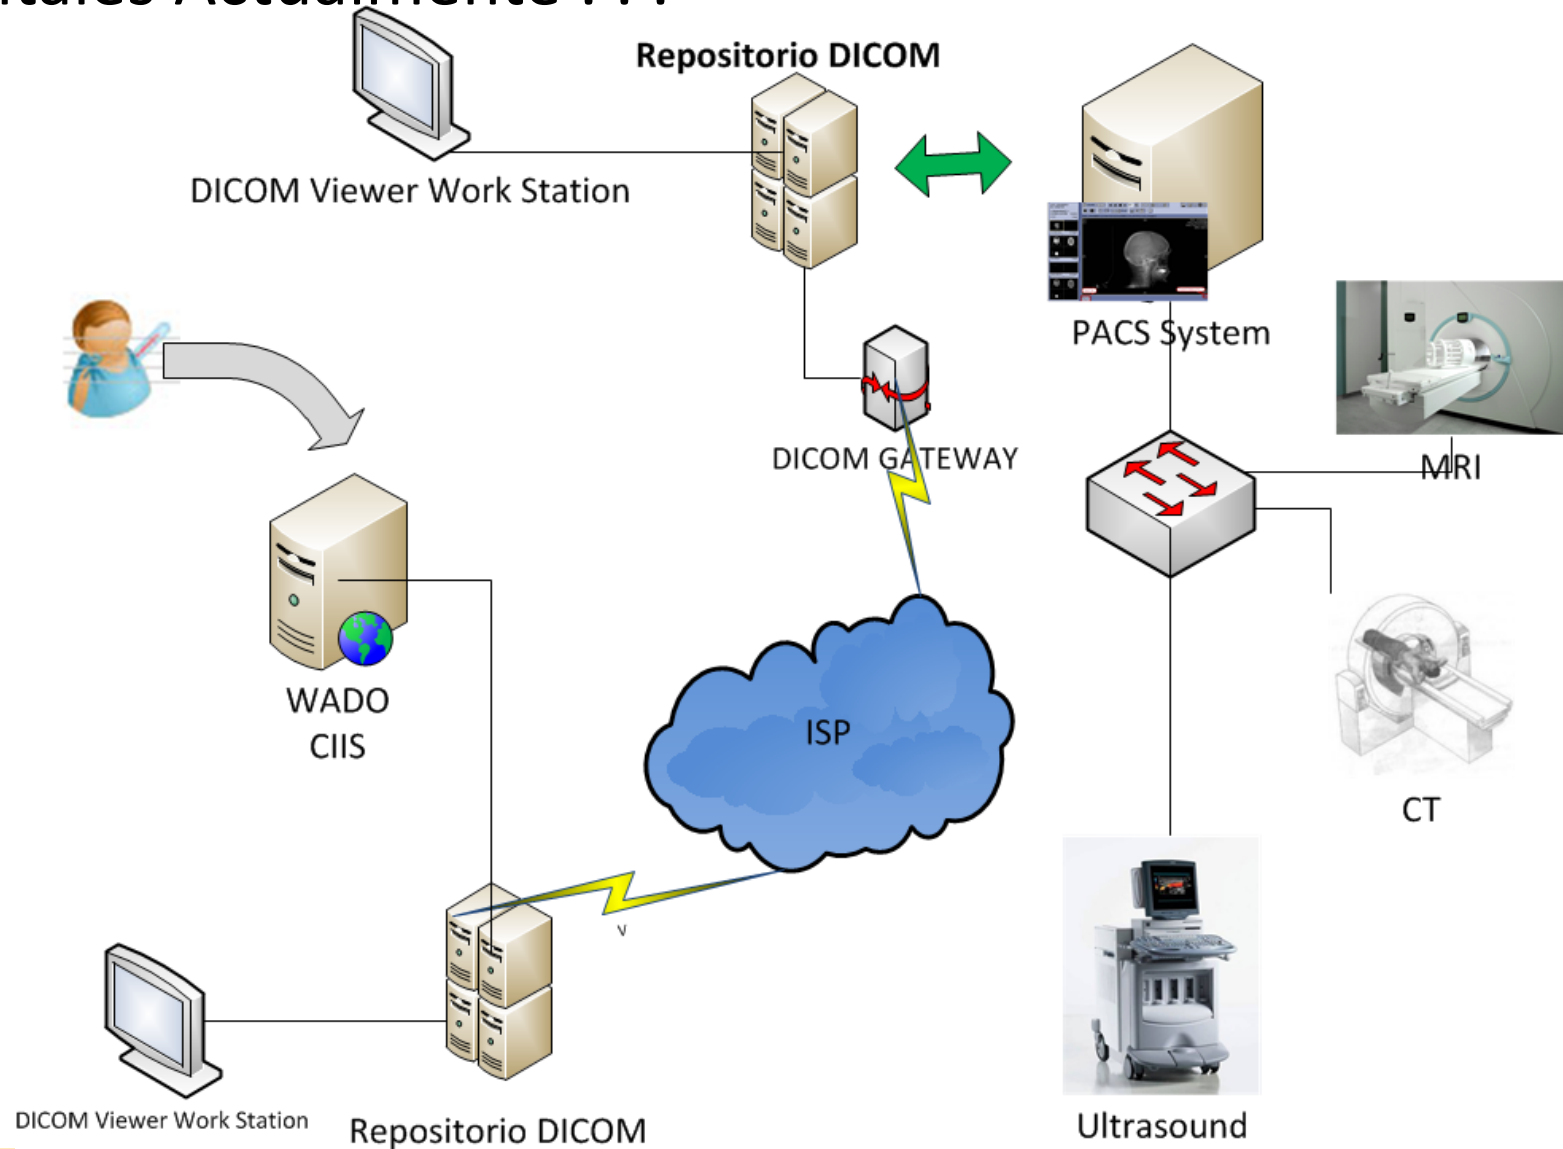 Actualmente . . .
Repositorio DICOM
DICOM Viewer Work Station
PACS System
DICOM GATEWAY
MRI
WADO
CIIS
ISP
CT
v
DICOM Viewer Work Station
Repositorio DICOM
Ultrasound